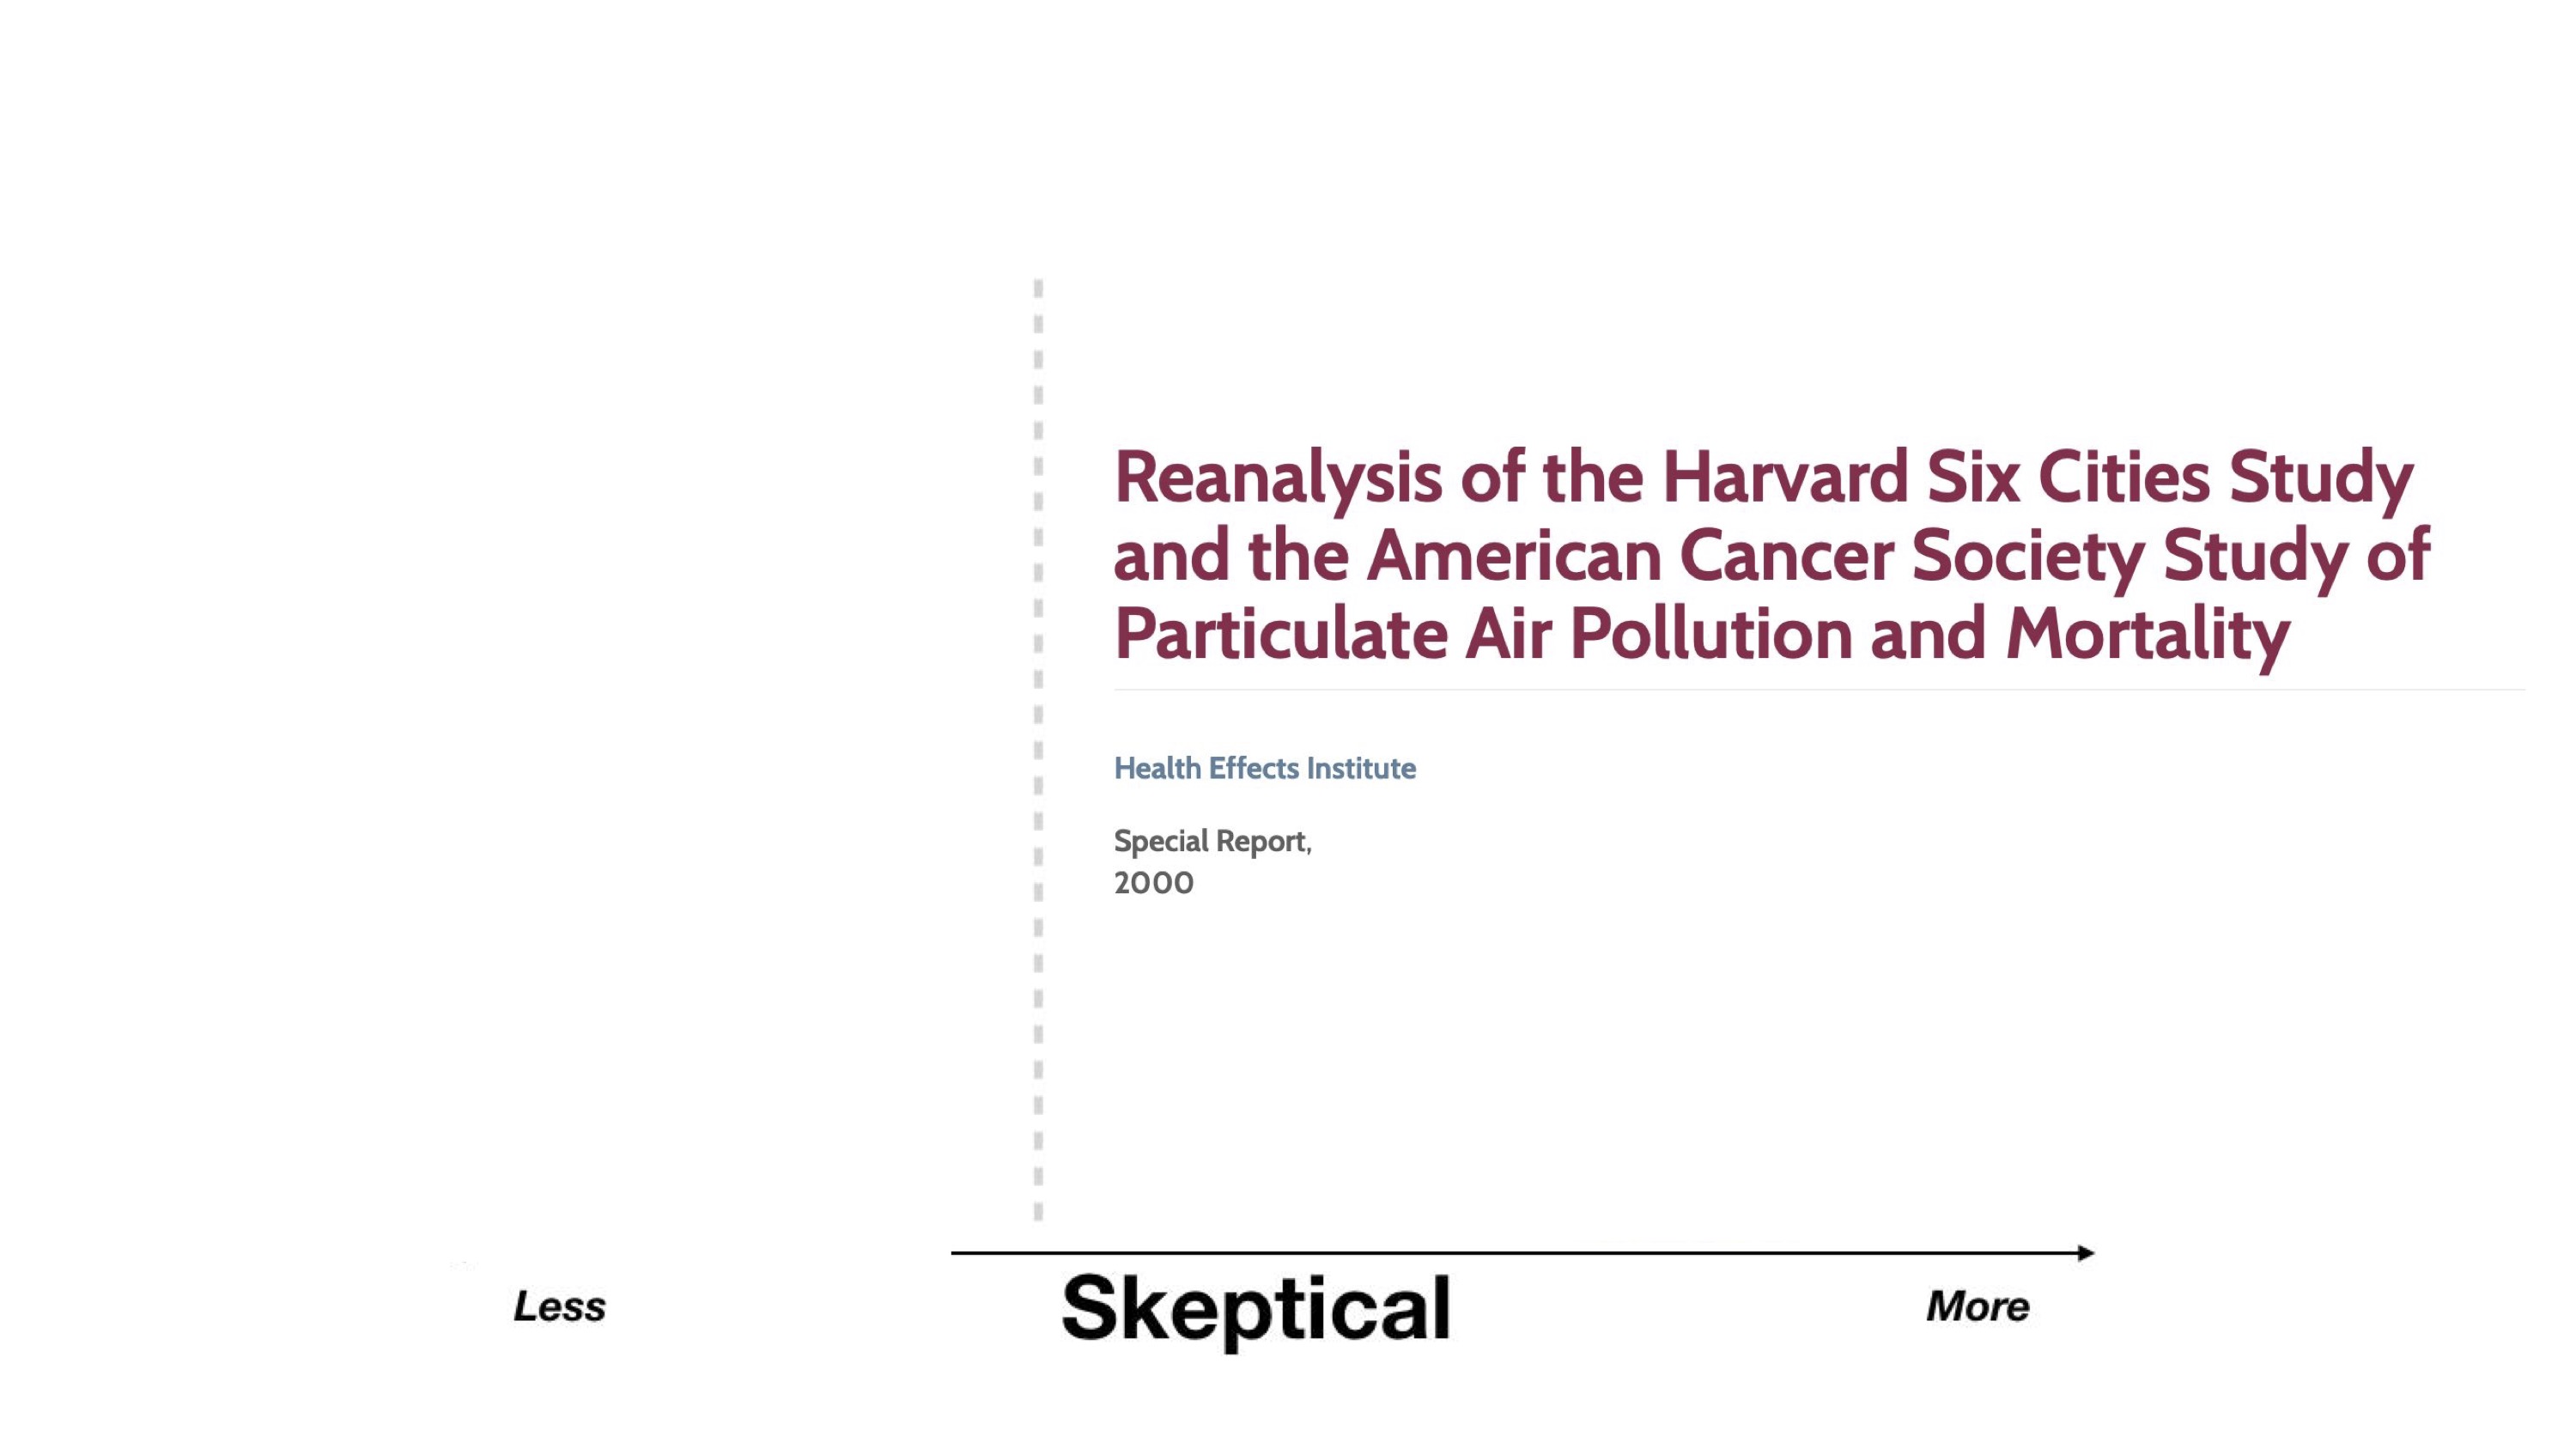 Reanalysis of the Harvard Six Cities Study
and the American Cancer Society Study of
Particulate Air Pollution and Mortality
Health Effects Institute
Special Report,
2000
Less
Skeptical
More